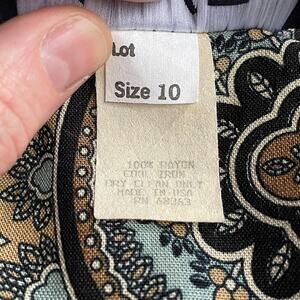 Lot
Size 10
100% RAYON
COOL IRON
DRY CLEAN ONLY
MADE IN USA
RN 68363